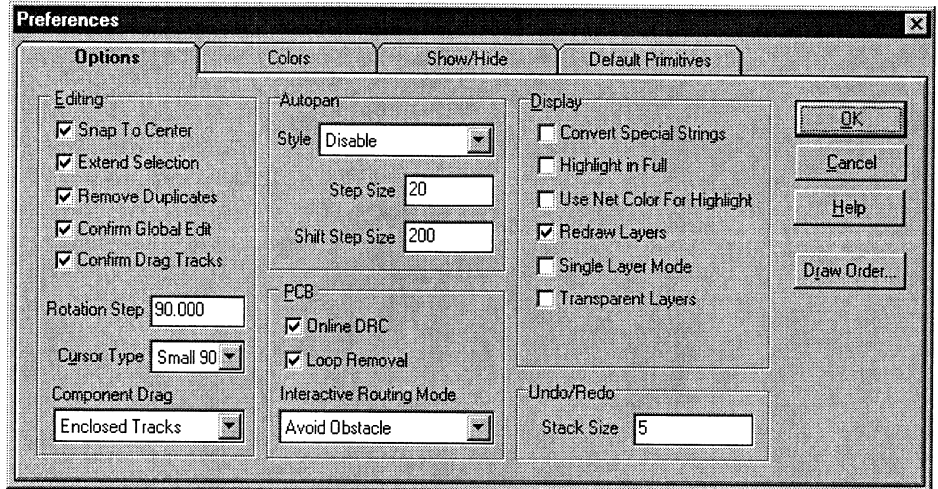 Preferences
Options
Colors
Show/Hide
Default Primitives
Editing
Snap To Center
Extend Selection
Remove Duplicates
Confirm Global Edit
Confirm Drag Tracks
Rotation Step 90.000
Cursor Type Small 90
Component Drag
Enclosed Tracks
Autopan
Style Disable
Step Size 20
Shift Step Size 200
PCB
Online DRC
Loop Removal
Interactive Routing Mode
Avoid Obstacle
Display
Convert Special Strings
Highlight in Full
Use Net Color For Highlight
Redraw Layers
Single Layer Mode
Transparent Layers
Undo/Redo
Stack Size 5
OK
Cancel
Help
Draw Order...